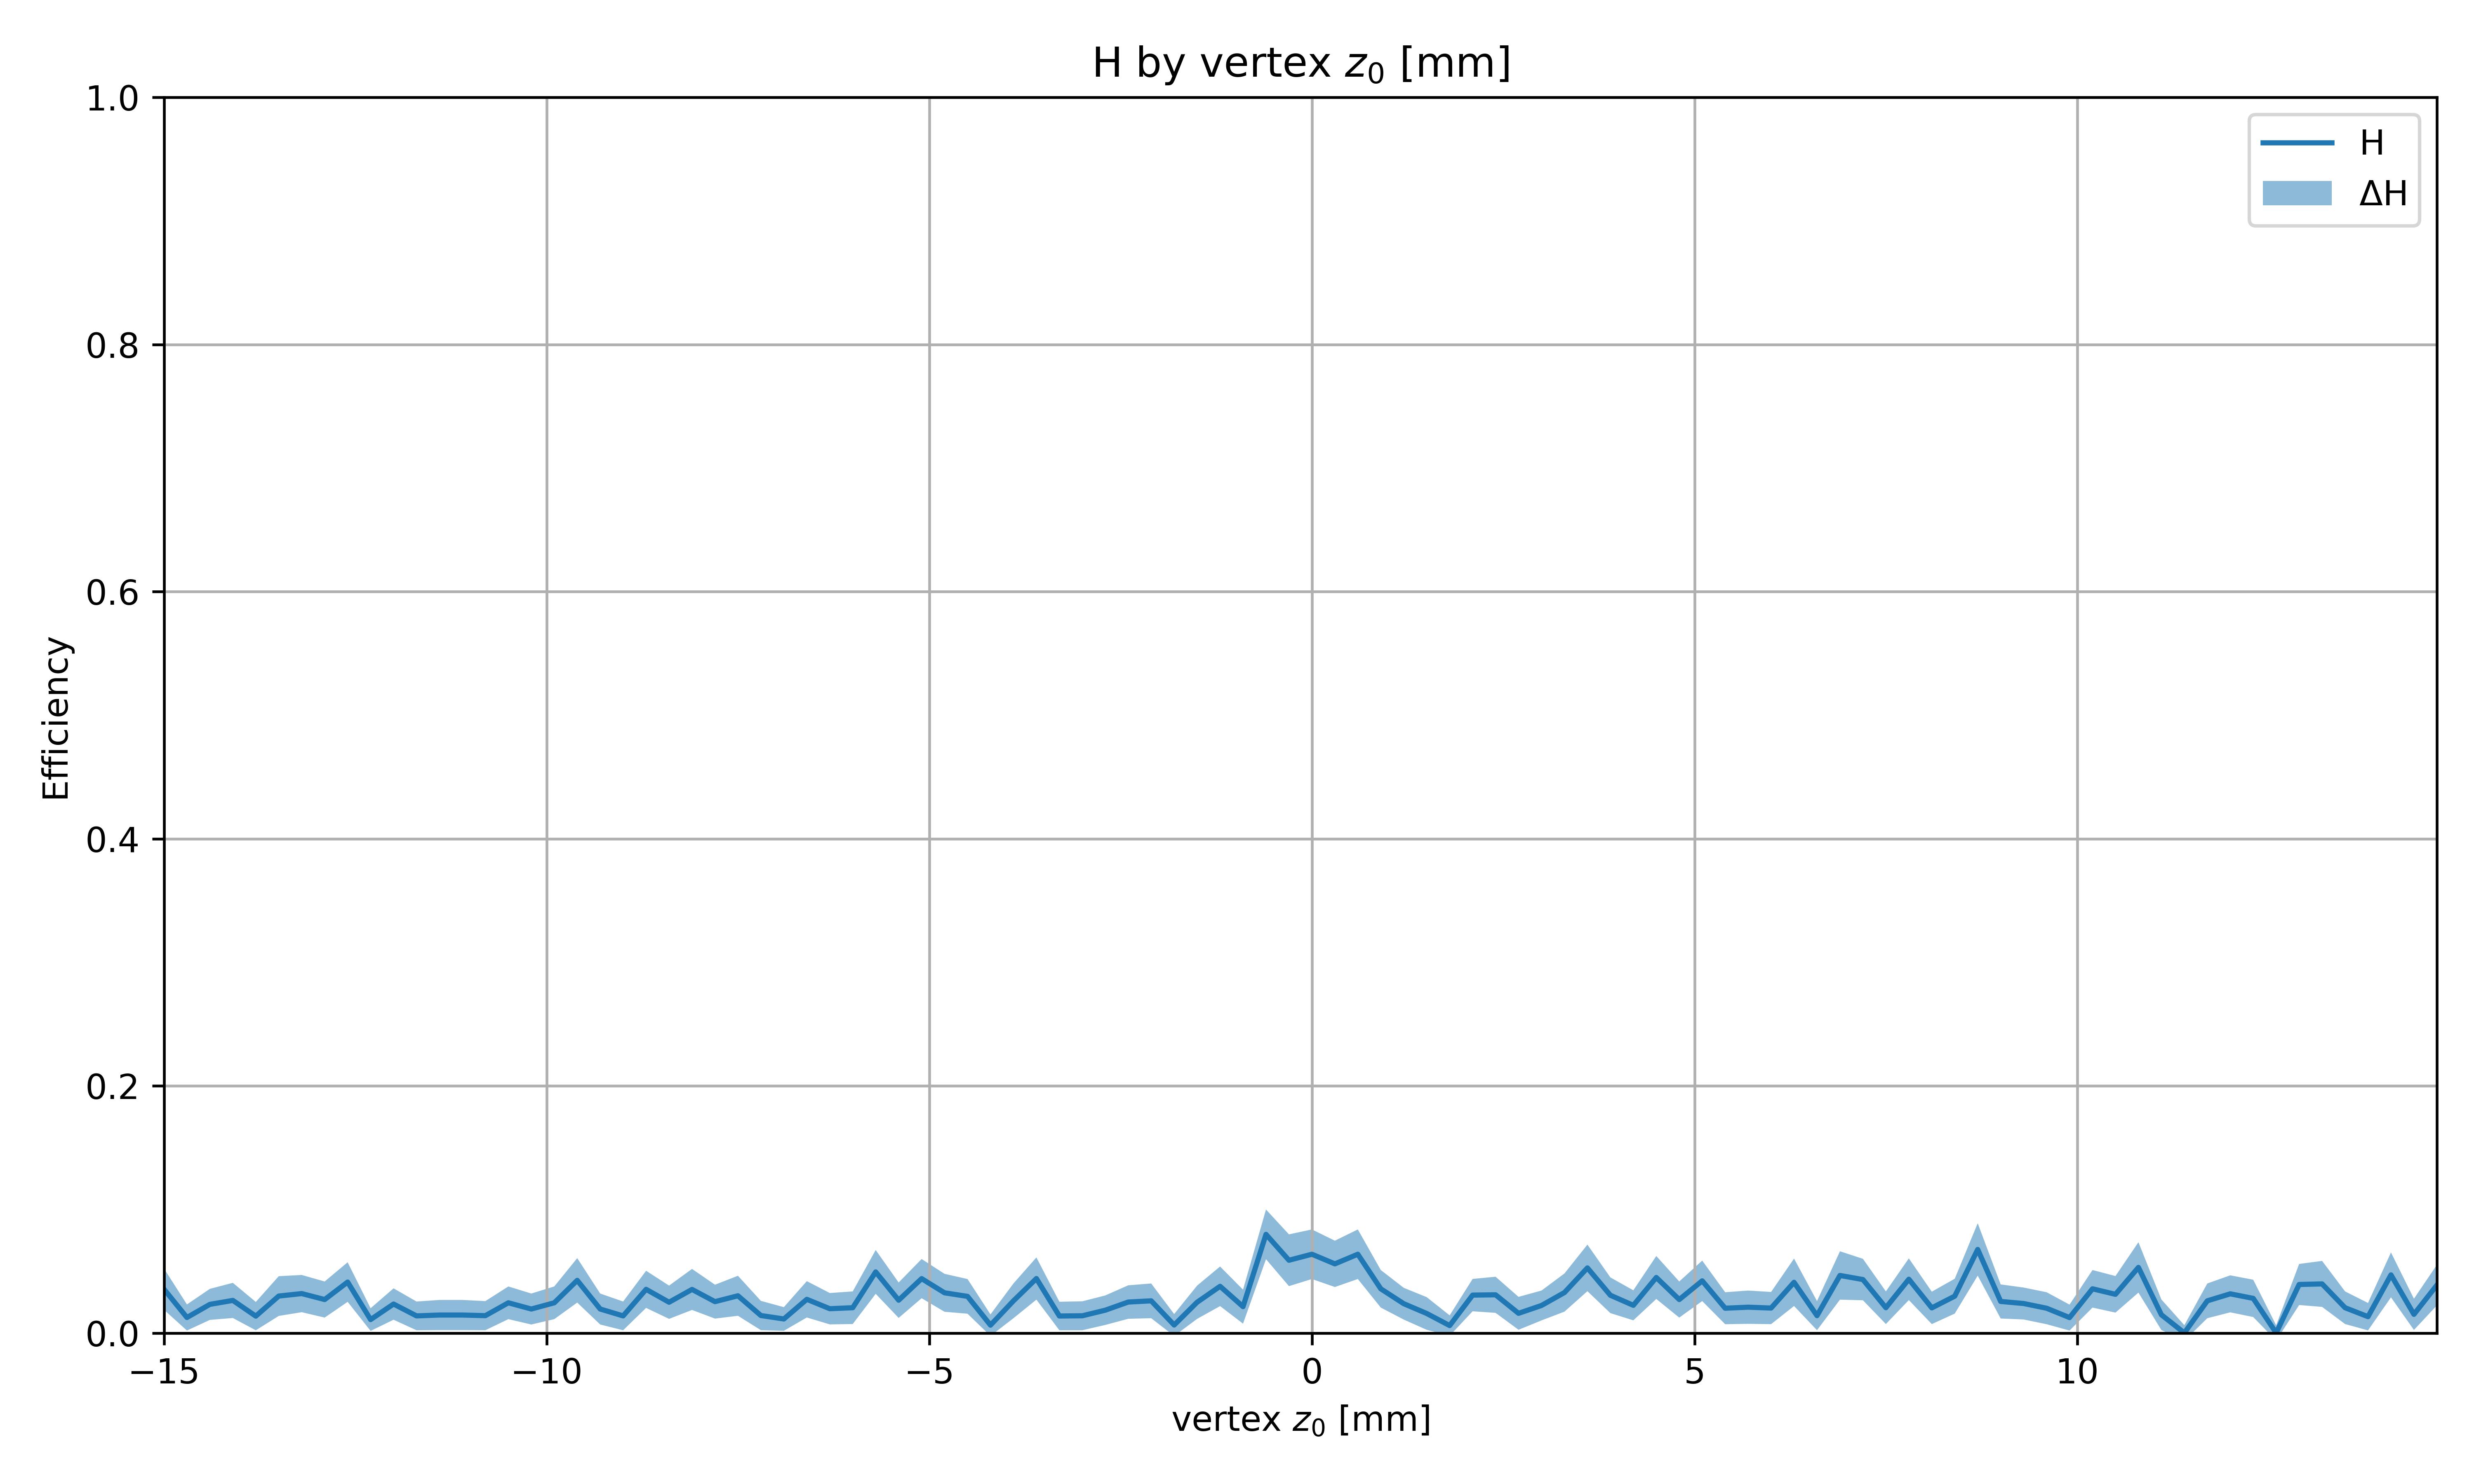 H by vertex z₀ [mm]
1.0
0.8
0.6
0.4
0.2
0.0
Efficiency
H
ΔH
−15
−10
−5
0
5
10
vertex z₀ [mm]